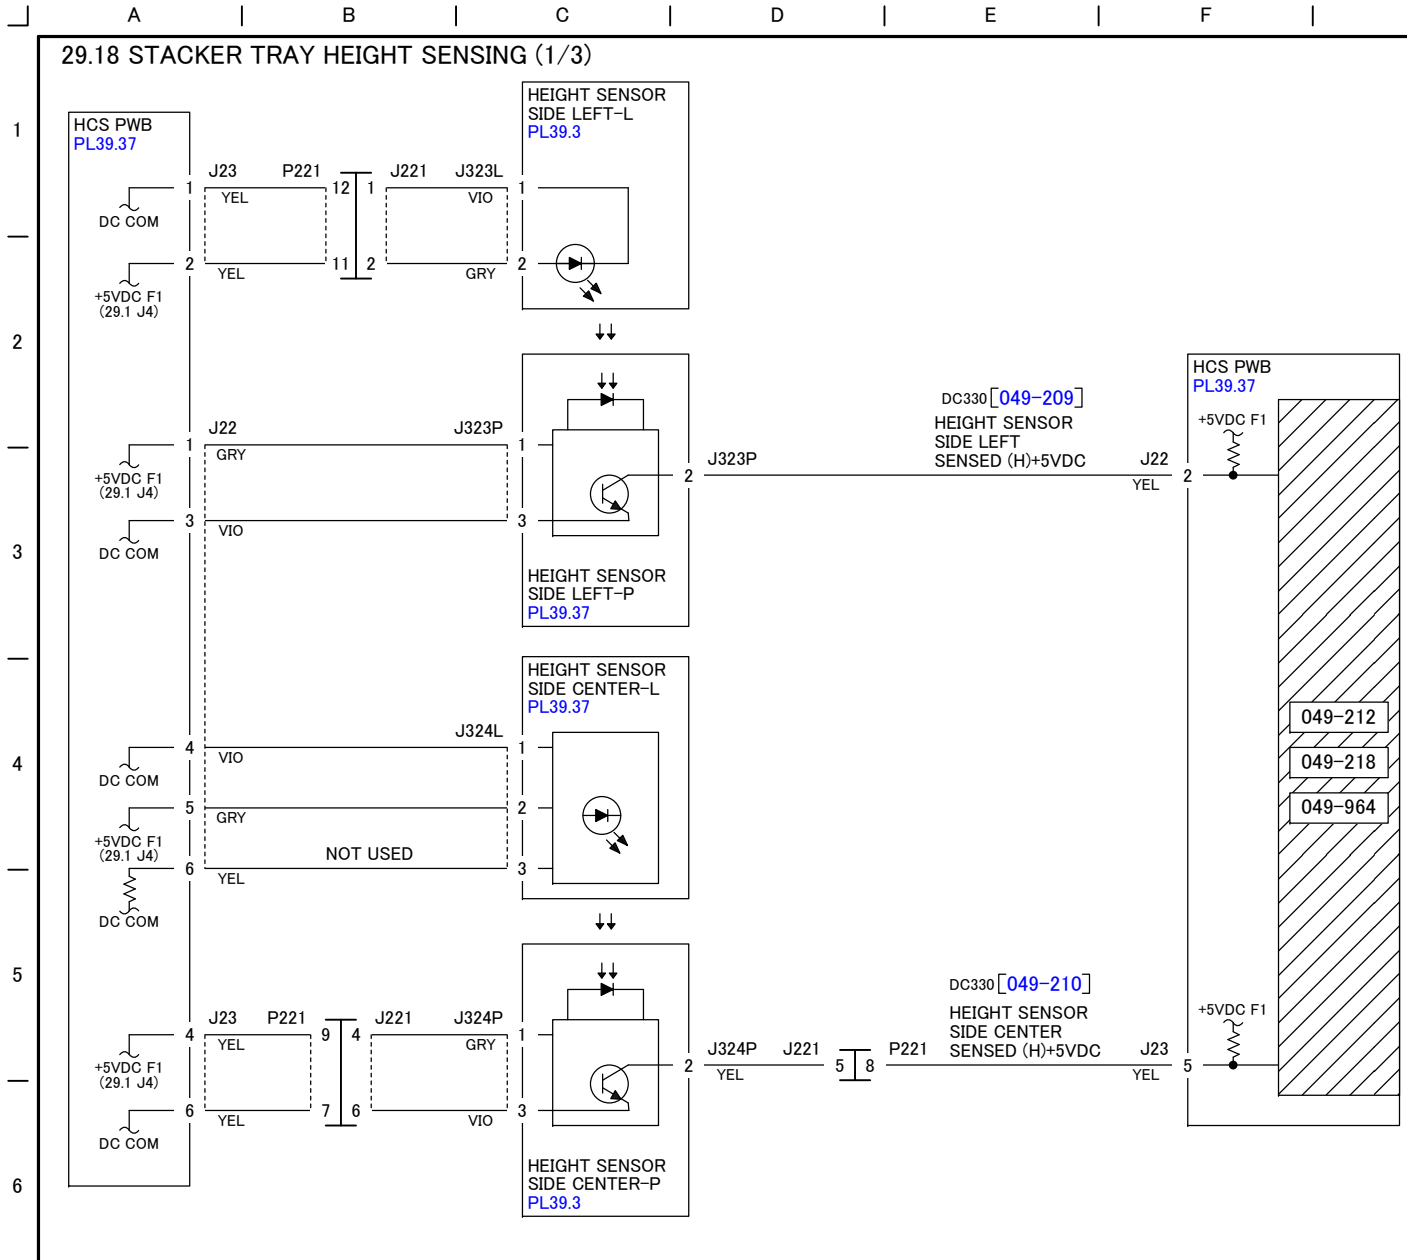 A B C D E F
29.18 STACKER TRAY HEIGHT SENSING (1/3)
1
2
3
4
5
6
HCS PWB
PL39.37
HEIGHT SENSOR
SIDE LEFT-L
PL39.3
J23 P221 J221 J323L
1 YEL 12 1 VIO 1
DC COM
2 YEL 11 2 GRY 2
+5VDC F1
(29.1 J4)
J22 J323P
1 GRY 1
+5VDC F1
(29.1 J4)
3 VIO 3
DC COM
HEIGHT SENSOR
SIDE LEFT-P
PL39.37
2 J323P
DC330[049-209]
HEIGHT SENSOR
SIDE LEFT
SENSED (H)+5VDC
J22
YEL 2
HCS PWB
PL39.37
+5VDC F1
HEIGHT SENSOR
SIDE CENTER-L
PL39.37
J324L
4 VIO 1
DC COM
5 GRY 2
+5VDC F1
(29.1 J4)
NOT USED
6 YEL 3
DC COM
049-212
049-218
049-964
J23 P221 J221 J324P
4 YEL 9 4 GRY 1
+5VDC F1
(29.1 J4)
6 YEL 7 6 VIO 3
DC COM
HEIGHT SENSOR
SIDE CENTER-P
PL39.3
2 J324P YEL J221 5 8 P221
DC330[049-210]
HEIGHT SENSOR
SIDE CENTER
SENSED (H)+5VDC
J23
YEL 5
+5VDC F1